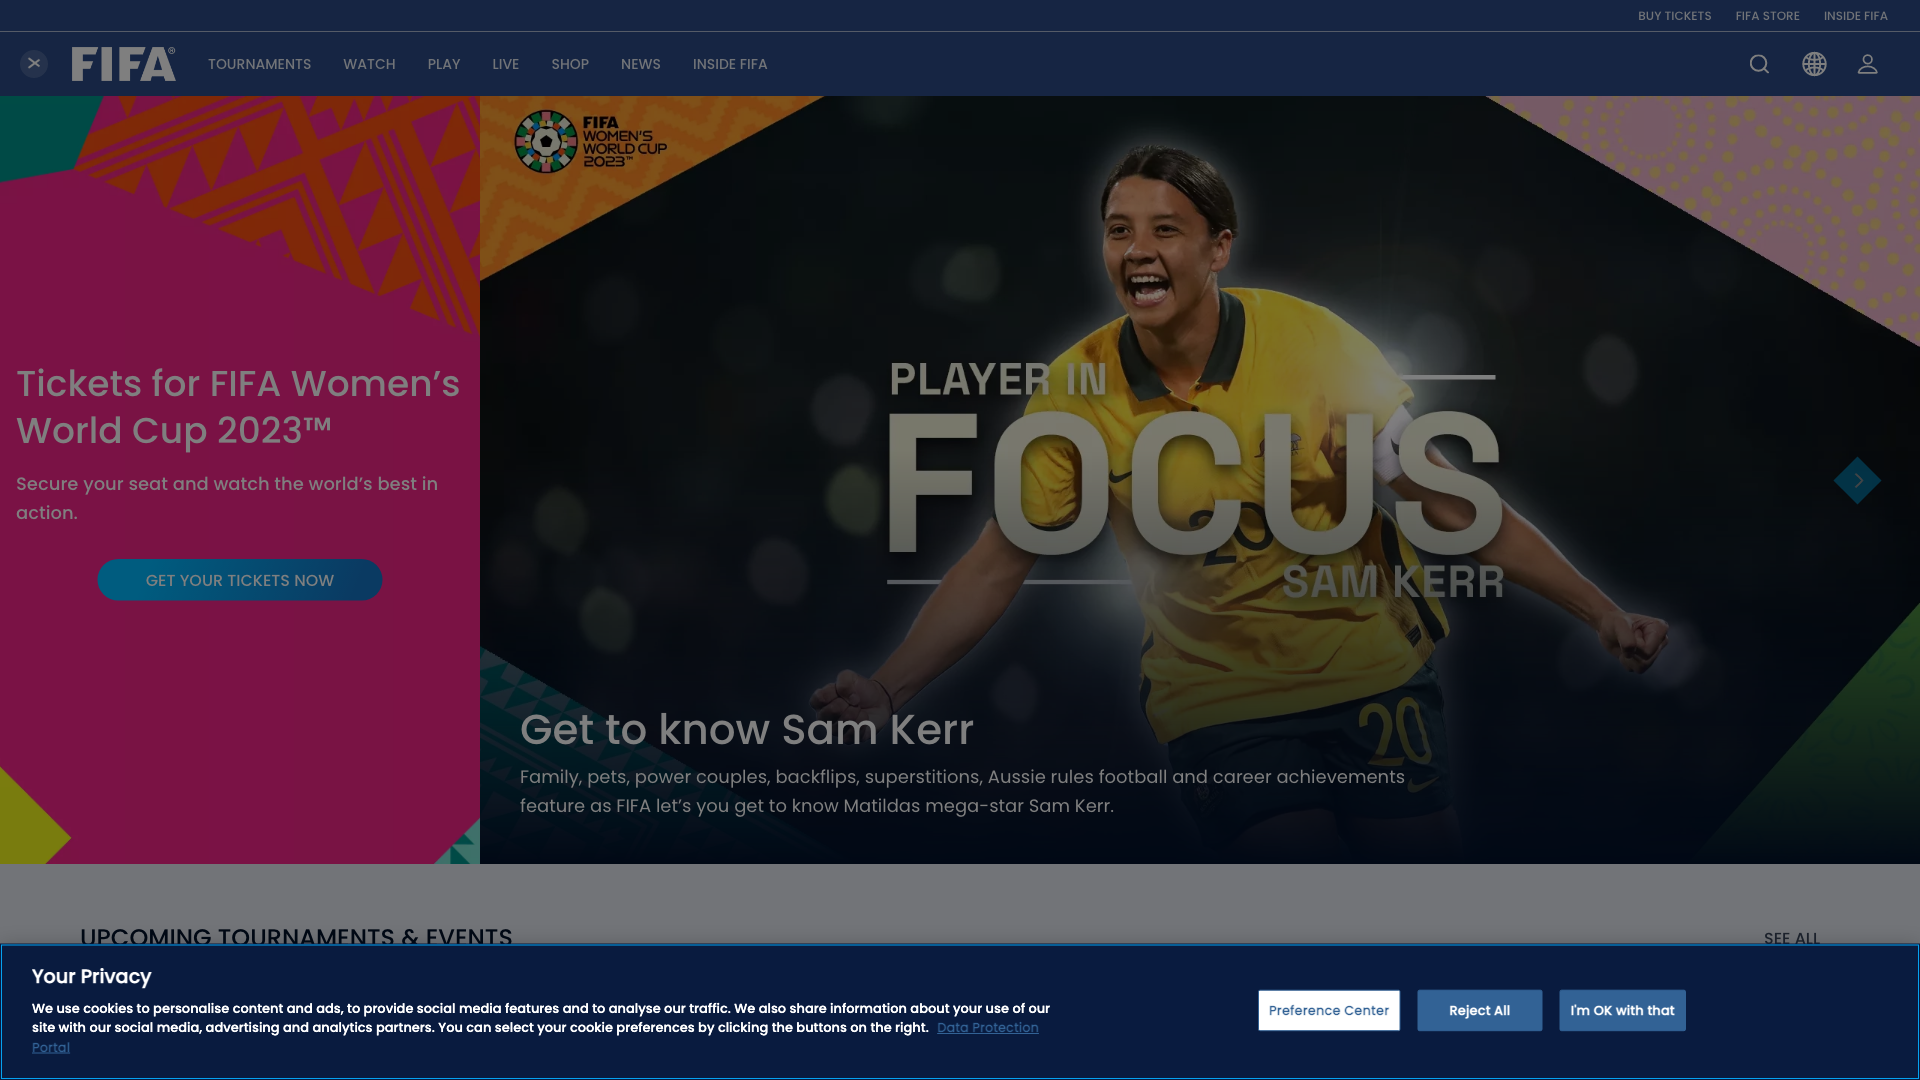 BUY TICKETS
FIFA STORE
INSIDE FIFA
FIFA®
TOURNAMENTS
WATCH
PLAY
LIVE
SHOP
NEWS
INSIDE FIFA
FIFA
WOMEN'S
WORLD CUP
2023™
Tickets for FIFA Women’s
World Cup 2023™
Secure your seat and watch the world’s best in
action.
GET YOUR TICKETS NOW
PLAYER IN
FOCUS
SAM KERR
20
20
Get to know Sam Kerr
Family, pets, power couples, backflips, superstitions, Aussie rules football and career achievements
feature as FIFA let’s you get to know Matildas mega-star Sam Kerr.
UPCOMING TOURNAMENTS & EVENTS
SEE ALL
Your Privacy
We use cookies to personalise content and ads, to provide social media features and to analyse our traffic. We also share information about your use of our
site with our social media, advertising and analytics partners. You can select your cookie preferences by clicking the buttons on the right. Data Protection
Portal
Preference Center
Reject All
I'm OK with that